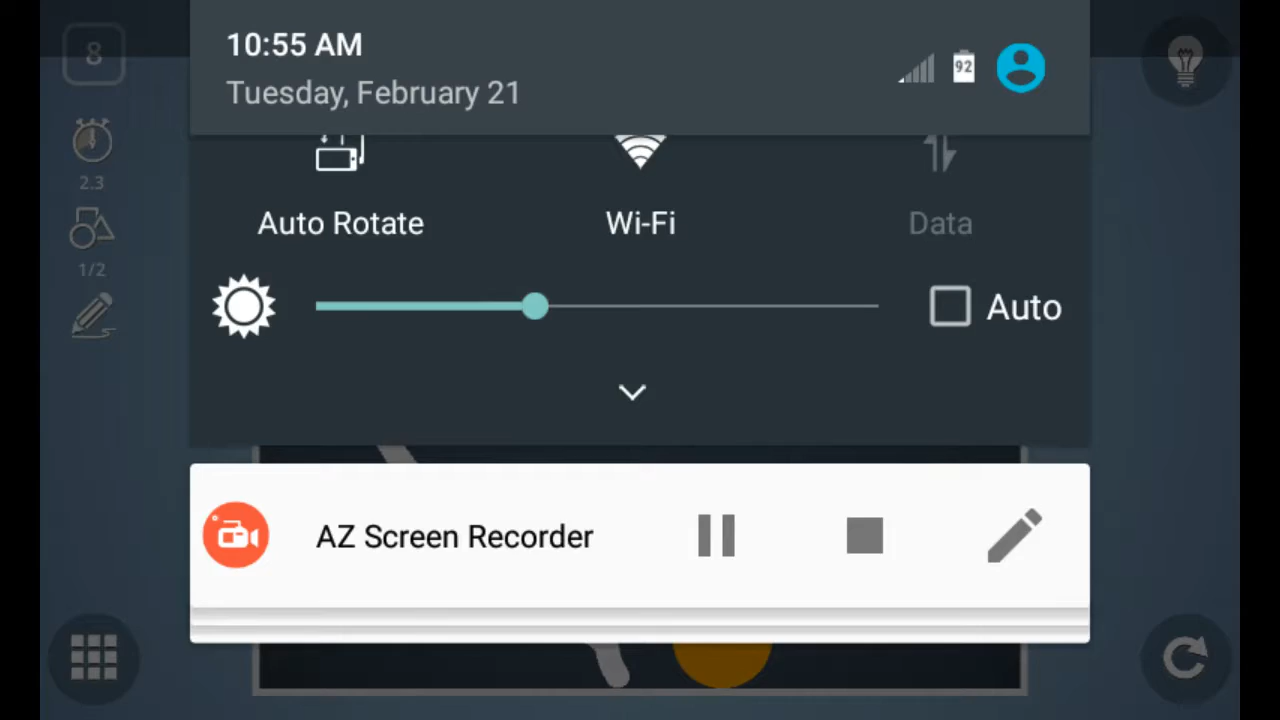 8
10:55 AM
92
Tuesday, February 21
2.3
Auto Rotate
Wi-Fi
Data
1/2
Auto
AZ Screen Recorder